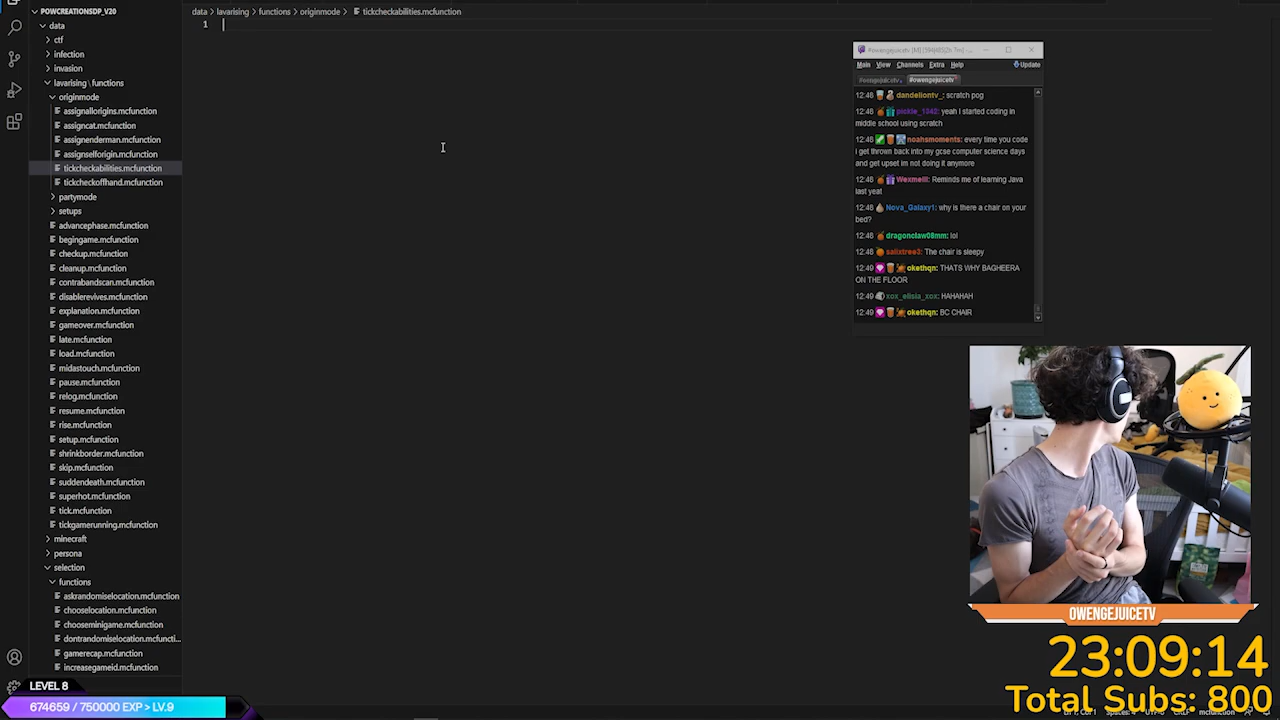 POWCREATIONSDP_V20
data
ctf
infection
invasion
lavarising \ functions
originmode
assignallorigins.mcfunction
assigncat.mcfunction
assignenderman.mcfunction
assignselforigin.mcfunction
tickcheckabilities.mcfunction
tickcheckoffhand.mcfunction
partymode
setups
advancephase.mcfunction
begingame.mcfunction
checkup.mcfunction
cleanup.mcfunction
contrabandscan.mcfunction
disablerevives.mcfunction
explanation.mcfunction
gameover.mcfunction
late.mcfunction
load.mcfunction
midastouch.mcfunction
pause.mcfunction
relog.mcfunction
resume.mcfunction
rise.mcfunction
setup.mcfunction
shrinkborder.mcfunction
skip.mcfunction
suddendeath.mcfunction
superhot.mcfunction
tick.mcfunction
tickgamerunning.mcfunction
minecraft
persona
selection
functions
askrandomiselocation.mcfunction
chooselocation.mcfunction
chooseminigame.mcfunction
dontrandomiselocation.mcfuncti...
gamerecap.mcfunction
increasegameid.mcfunction
LEVEL 8
674659 / 750000 EXP > LV.9
data > lavarising > functions > originmode > tickcheckabilities.mcfunction
1
Main View Channels Extra Help Update
#owengejuicetv
12:48 dandeliontv_: scratch pog
12:48 pickle_1342: yeah I started coding in
middle school using scratch
12:48 noahsmoments: every time you code
i get thrown back into my gcse computer science days
and get upset im not doing it anymore
12:48 Wexmelll: Reminds me of learning Java
last year
12:48 Nova_Galaxy1: why is there a chair on your
bed?
12:48 dragonclaw08mm: lol
12:48 salixtree3: The chair is sleepy
12:49 okethqn: THATS WHY BAGHEERA
ON THE FLOOR
12:49 xox_elisia_xox: HAHAHAH
12:49 okethqn: BC CHAIR
OWENGEJUICETV
23:09:14
Total Subs: 800